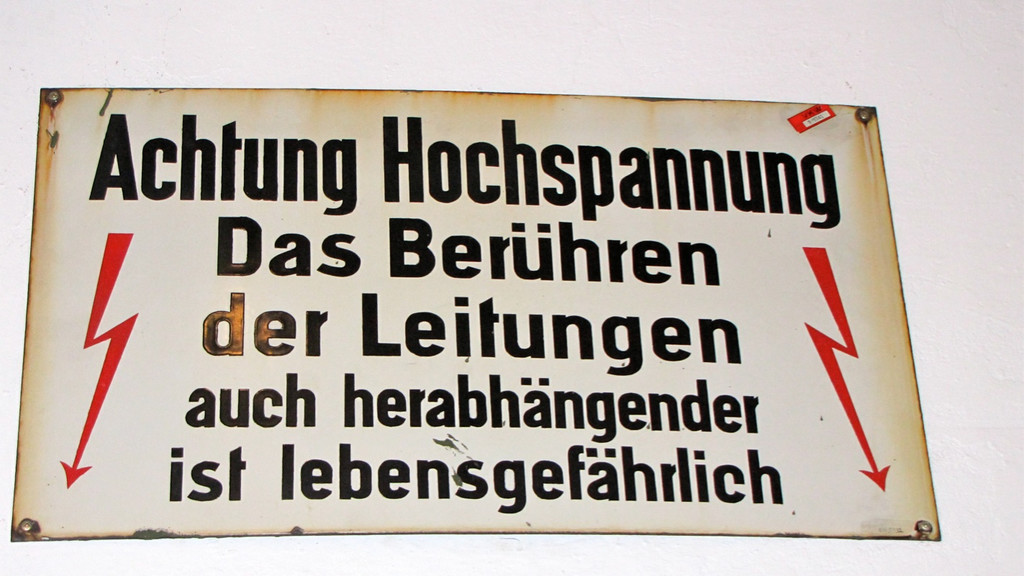 Achtung Hochspannung
Das Berühren
der Leitungen
auch herabhängender
ist lebensgefährlich